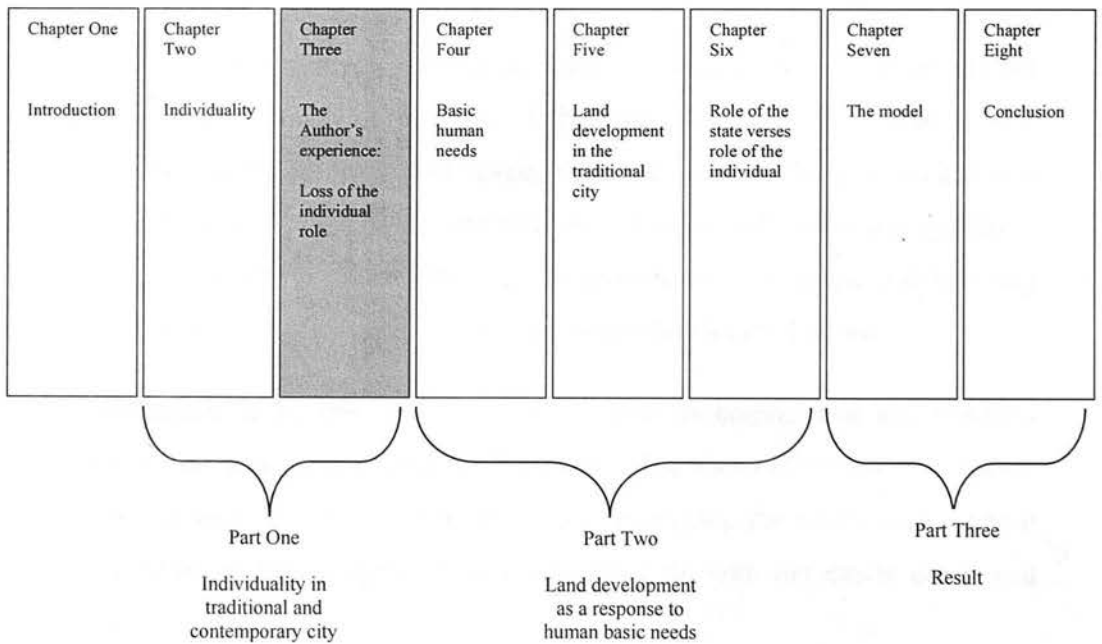 Chapter One
Introduction
Chapter
Two
Individuality
Chapter
Three
The
Author's
experience:
Loss of the
individual
role
Chapter
Four
Basic
human
needs
Chapter
Five
Land
development
in the
traditional
city
Chapter
Six
Role of the
state verses
role of the
individual
Chapter
Seven
The model
Chapter
Eight
Conclusion
Part One
Individuality in
traditional and
contemporary city
Part Two
Land development
as a response to
human basic needs
Part Three
Result